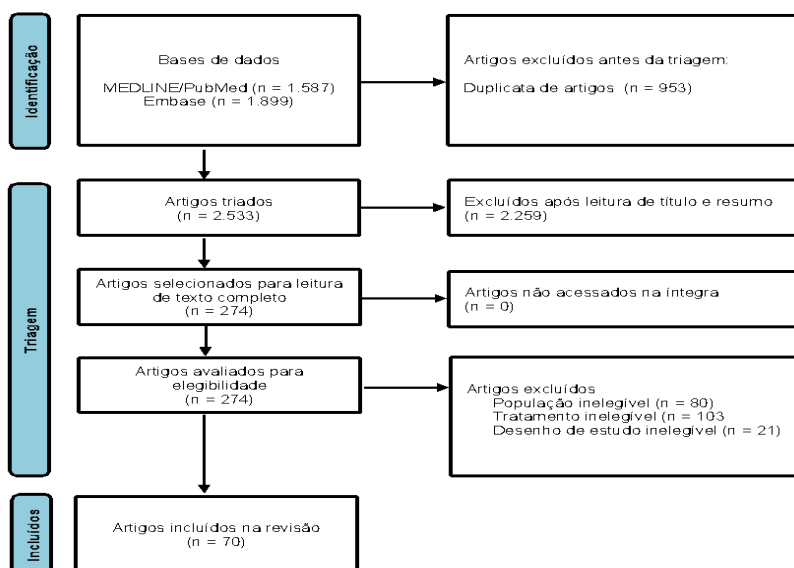 Identificação
Bases de dados
MEDLINE/PubMed (n = 1.587)
Embase (n = 1.899)
Artigos excluídos antes da triagem:
Duplicata de artigos (n = 953)
Triagem
Artigos triados
(n = 2.533)
Excluídos após leitura de título e resumo
(n = 2.259)
Artigos selecionados para leitura
de texto completo
(n = 274)
Artigos não acessados na íntegra
(n = 0)
Artigos avaliados para
elegibilidade
(n = 274)
Artigos excluídos
População inelegível (n = 80)
Tratamento inelegível (n = 103
Desenho de estudo inelegível (n = 21)
Incluídos
Artigos incluídos na revisão
(n = 70)